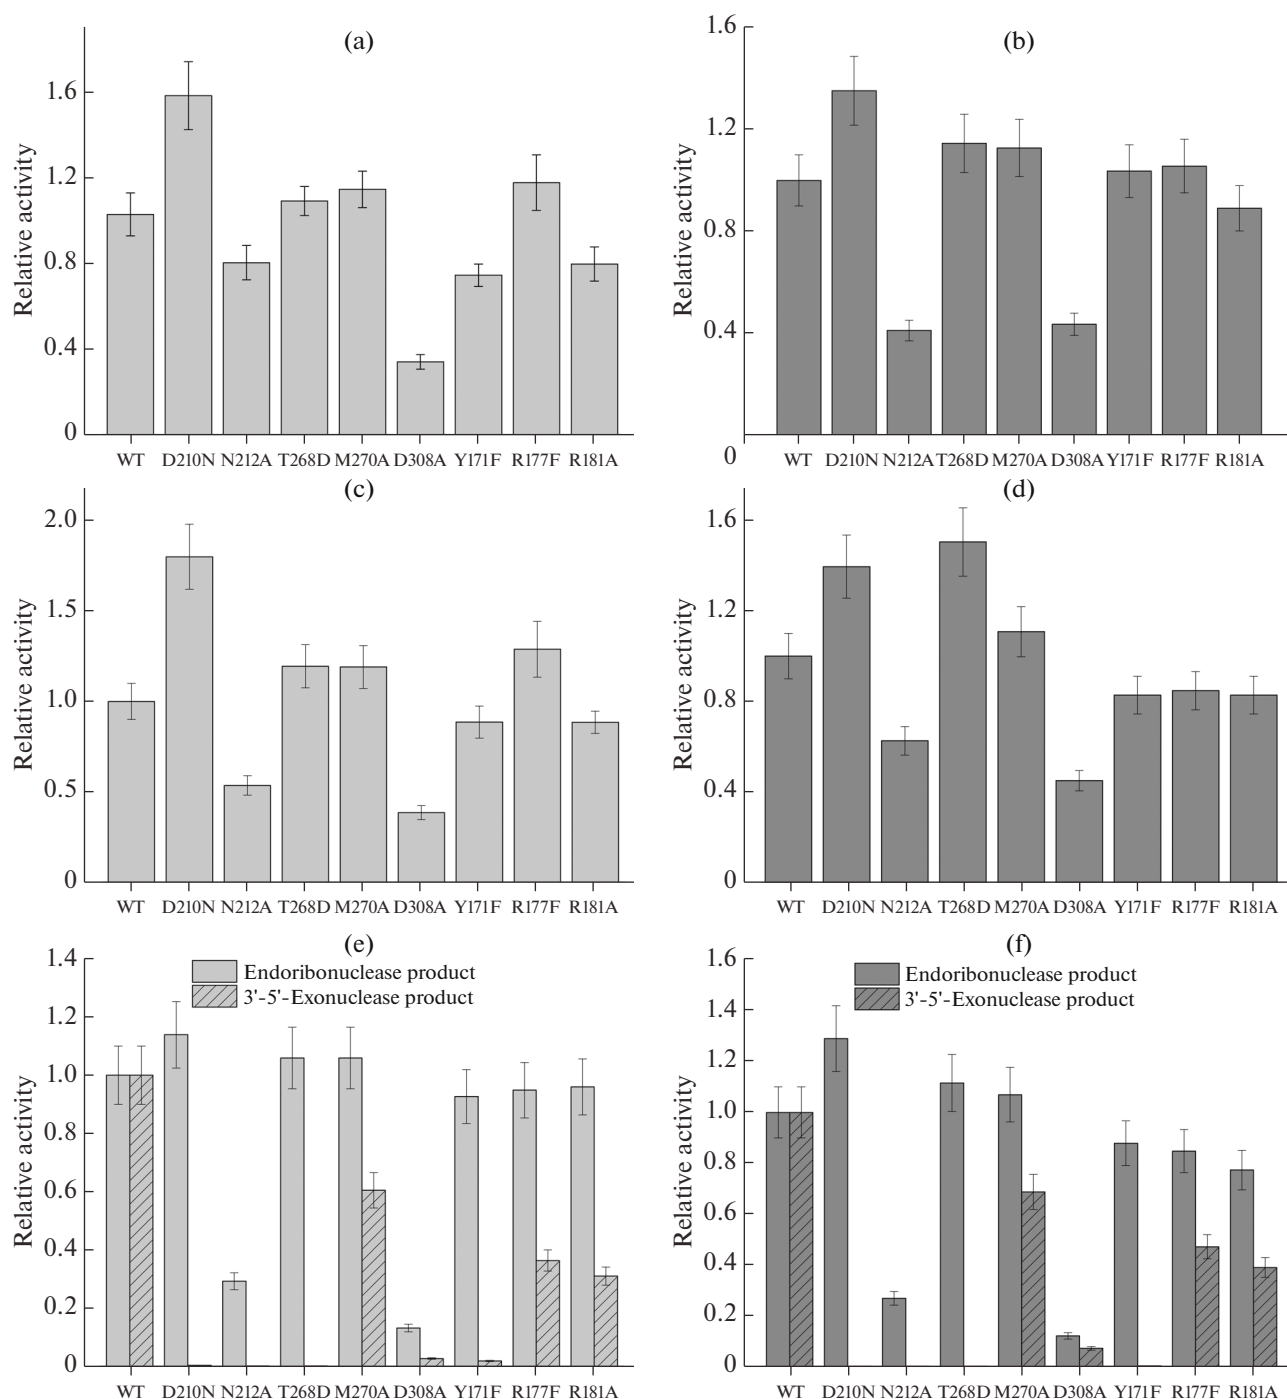 (a)
Relative activity
1.6
1.2
0.8
0.4
0
WT D210N N212A T268D M270A D308A Y171F R177F R181A
(b)
Relative activity
1.6
1.2
0.8
0.4
0
WT D210N N212A T268D M270A D308A Y171F R177F R181A
(c)
Relative activity
2.0
1.5
1.0
0.5
0
WT D210N N212A T268D M270A D308A Y171F R177F R181A
(d)
Relative activity
1.6
1.2
0.8
0.4
0
WT D210N N212A T268D M270A D308A Y171F R177F R181A
(e)
Endoribonuclease product
3'-5'-Exonuclease product
Relative activity
1.4
1.2
1.0
0.8
0.6
0.4
0.2
0
WT D210N N212A T268D M270A D308A Y171F R177F R181A
(f)
Endoribonuclease product
3'-5'-Exonuclease product
Relative activity
1.6
1.4
1.2
1.0
0.8
0.6
0.4
0.2
0
WT D210N N212A T268D M270A D308A Y171F R177F R181A